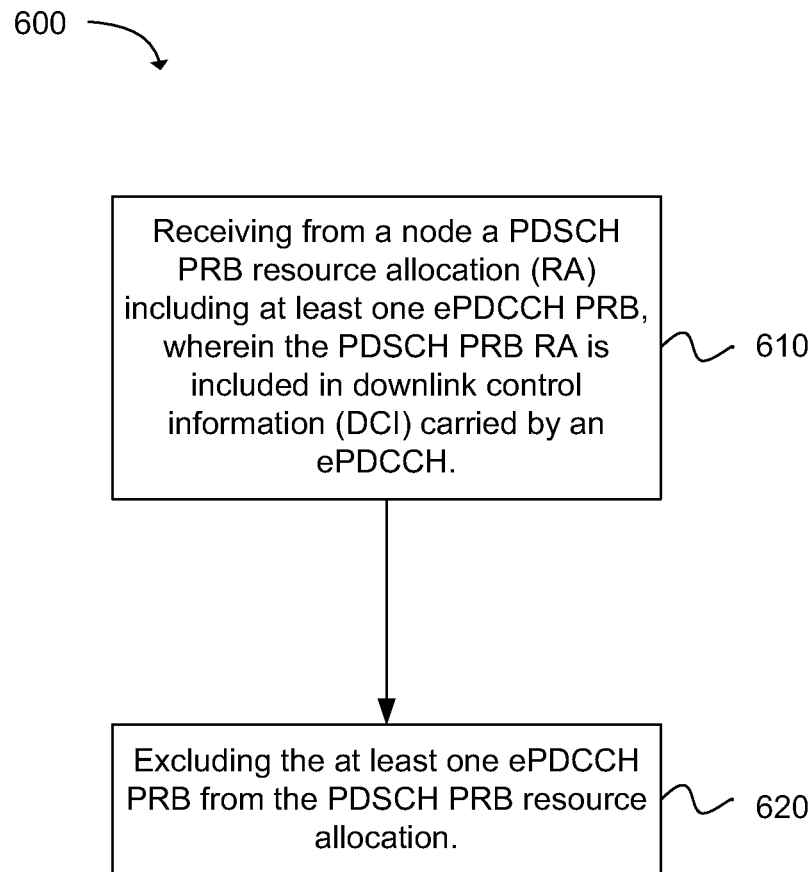 600
Receiving from a node a PDSCH
PRB resource allocation (RA)
including at least one ePDCCH PRB,
wherein the PDSCH PRB RA is
included in downlink control
information (DCI) carried by an
ePDCCH.
610
Excluding the at least one ePDCCH
PRB from the PDSCH PRB resource
allocation.
620